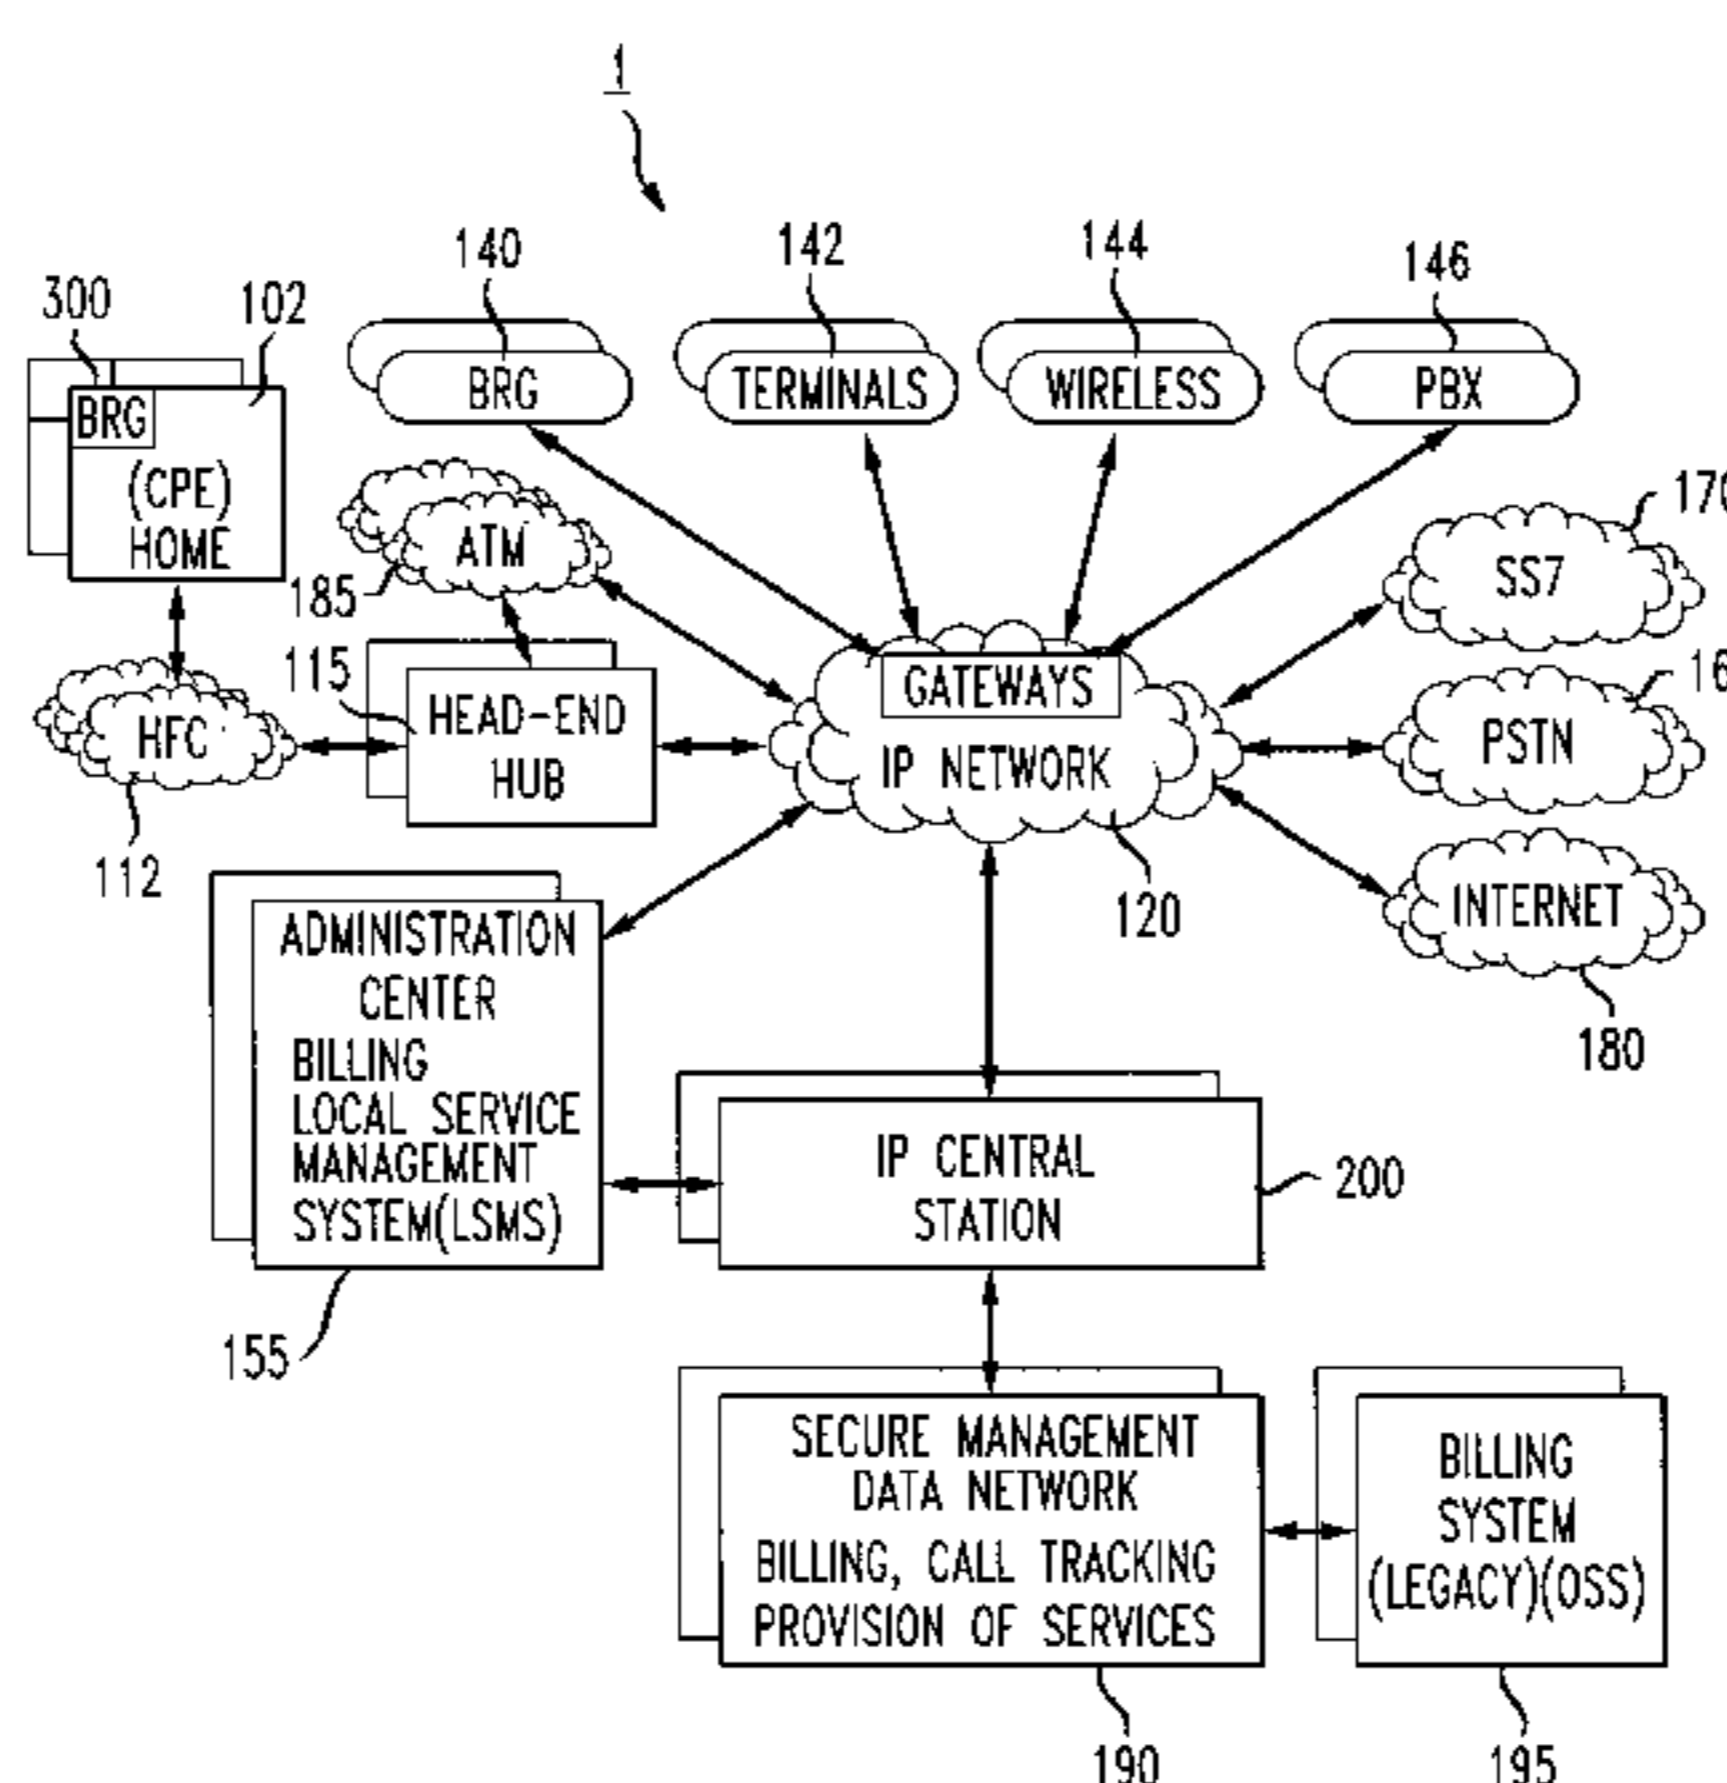 1
140
142
144
146
300
102
BRG
TERMINALS
WIRELESS
PBX
BRG
(CPE)
HOME
ATM
185
170
SS7
115
GATEWAYS
HFC
HEAD-END
HUB
IP NETWORK
16
PSTN
112
120
INTERNET
180
ADMINISTRATION
CENTER
BILLING
LOCAL SERVICE
MANAGEMENT
SYSTEM(LSMS)
155
IP CENTRAL
STATION
200
SECURE MANAGEMENT
DATA NETWORK
BILLING, CALL TRACKING
PROVISION OF SERVICES
190
BILLING
SYSTEM
(LEGACY)(OSS)
195